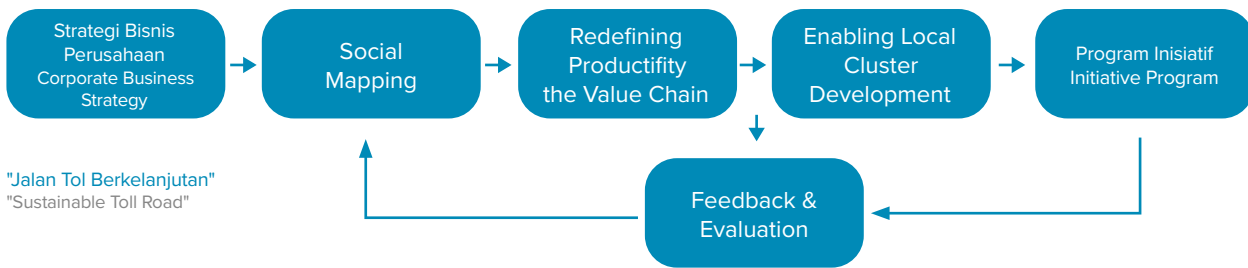 Strategi Bisnis
Perusahaan
Corporate Business
Strategy
Social
Mapping
Redefining
Productifity
the Value Chain
Enabling Local
Cluster
Development
Program Inisiatif
Initiative Program
"Jalan Tol Berkelanjutan"
"Sustainable Toll Road"
Feedback &
Evaluation